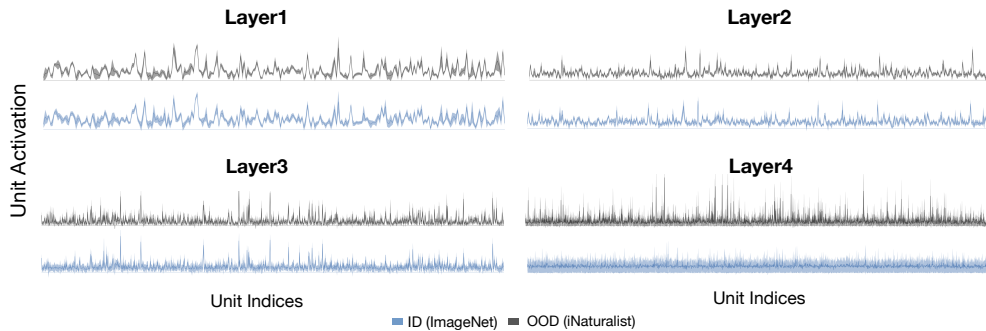 Layer1
Layer2
Unit Activation
Layer3
Layer4
Unit Indices
Unit Indices
ID (ImageNet)
OOD (iNaturalist)